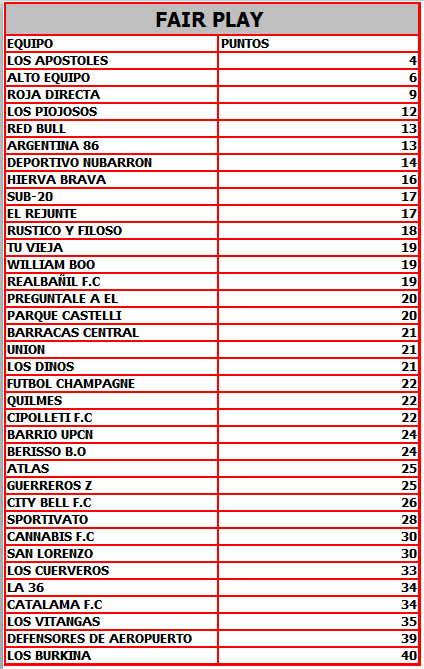 FAIR PLAY
EQUIPO PUNTOS
LOS APOSTOLES 4
ALTO EQUIPO 6
ROJA DIRECTA 9
LOS PIOJOSOS 12
RED BULL 13
ARGENTINA 86 13
DEPORTIVO NUBARRON 14
HIERVA BRAVA 16
SUB-20 17
EL REJUNTE 17
RUSTICO Y FILOSO 18
TU VIEJA 19
WILLIAM BOO 19
REALBAÑIL F.C 19
PREGUNTALE A EL 20
PARQUE CASTELLI 20
BARRACAS CENTRAL 21
UNION 21
LOS DINOS 21
FUTBOL CHAMPAGNE 22
QUILMES 22
CIPOLLETI F.C 22
BARRIO UPCN 24
BERISSO B.O 24
ATLAS 25
GUERREROS Z 25
CITY BELL F.C 26
SPORTIVATO 28
CANNABIS F.C 30
SAN LORENZO 30
LOS CUERVEROS 33
LA 36 34
CATALAMA F.C 34
LOS VITANGAS 35
DEFENSORES DE AEROPUERTO 39
LOS BURKINA 40